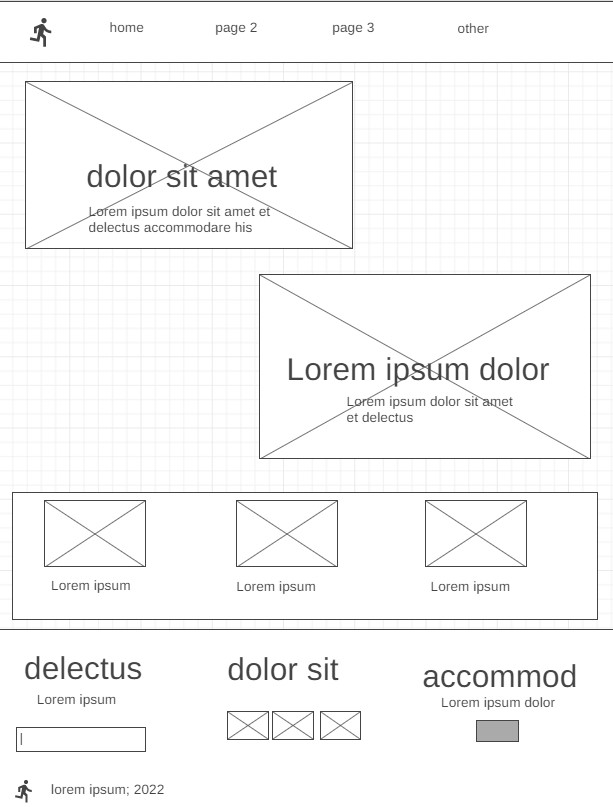 home page 2 page 3 other
dolor sit amet
Lorem ipsum dolor sit amet et
delectus accommodare his
Lorem ipsum dolor
Lorem ipsum dolor sit amet
et delectus
Lorem ipsum Lorem ipsum Lorem ipsum
delectus
Lorem ipsum
dolor sit
accommod
Lorem ipsum dolor
lorem ipsum; 2022